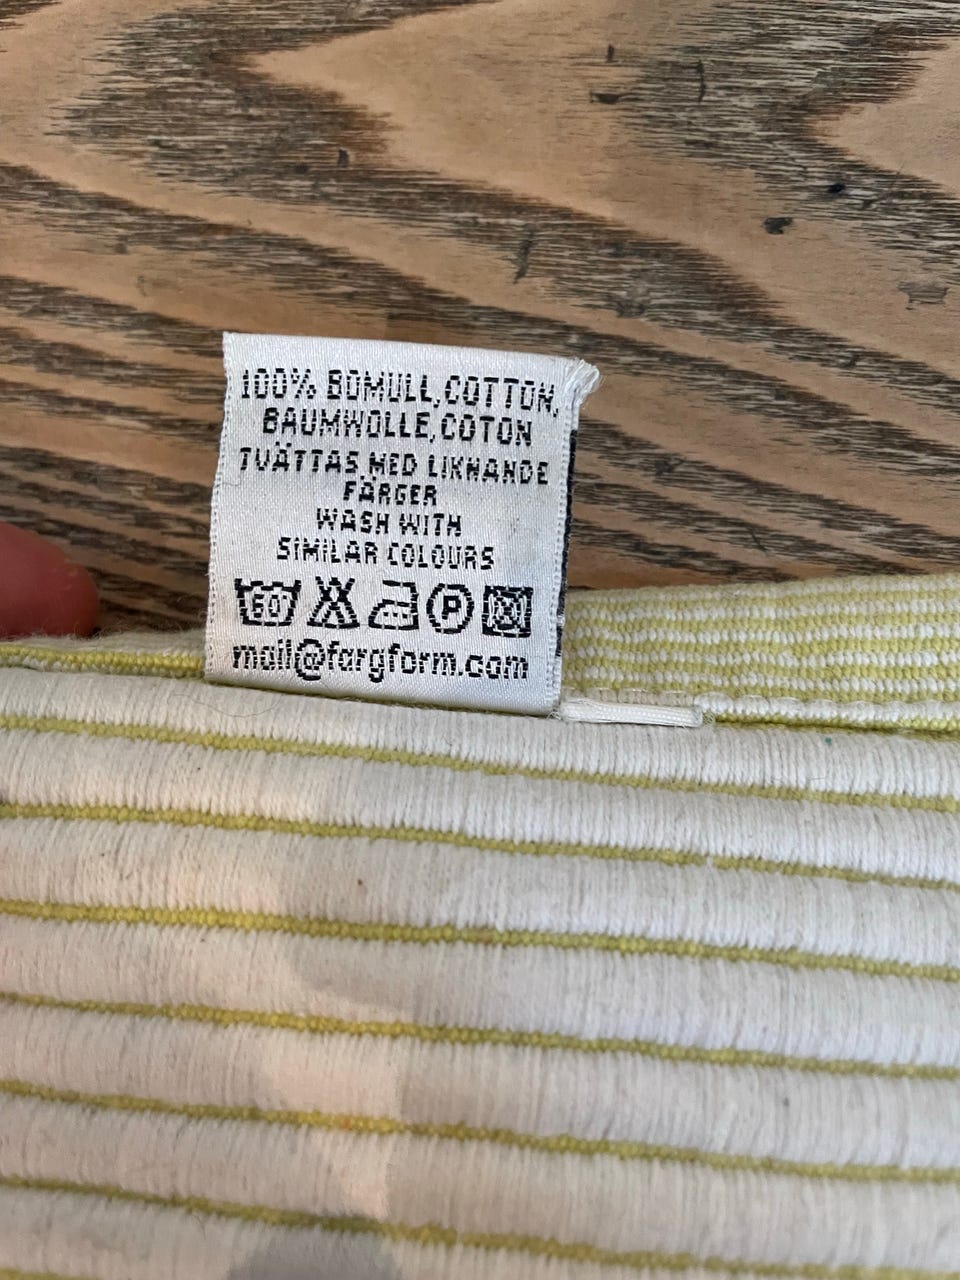 100% BOMULL, COTTON,
BAUMWOLLE, COTON
TVÄTTAS MED LIKNANDE
FÄRGER
WASH WITH
SIMILAR COLOURS
60 P
mail@fargform.com